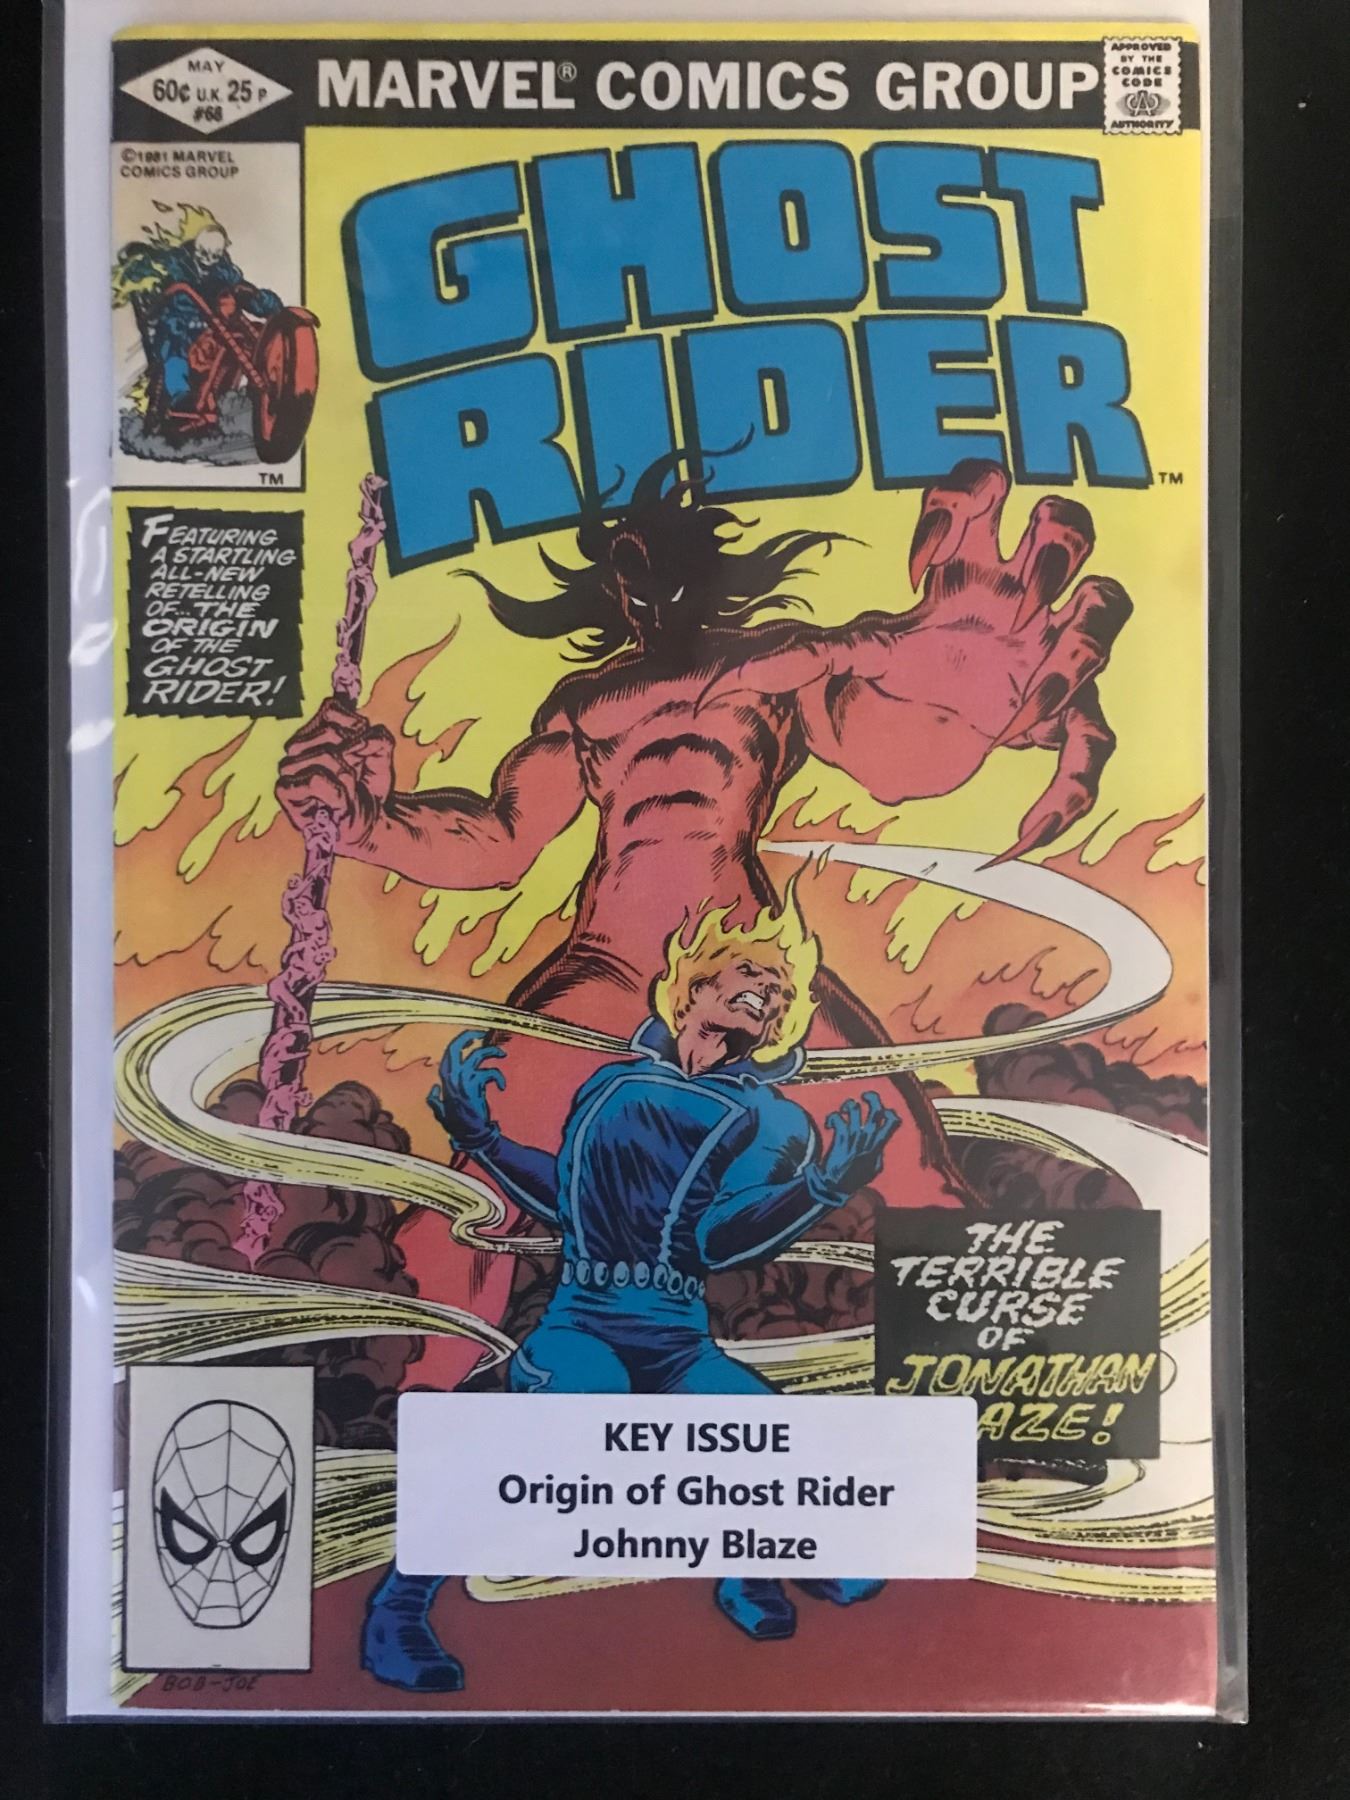 MAY
60¢ U.K. 25 P
#68
MARVEL® COMICS GROUP
APPROVED
BY THE
COMICS
CODE
AUTHORITY
©1981 MARVEL
COMICS GROUP
TM
GHOST
RIDER
TM
FEATURING
A STARTLING
ALL-NEW
RETELLING
OF... THE
ORIGIN
OF THE
GHOST
RIDER!
THE
TERRIBLE
CURSE
OF
JONATHAN
AZE!
KEY ISSUE
Origin of Ghost Rider
Johnny Blaze
BOB-JOE